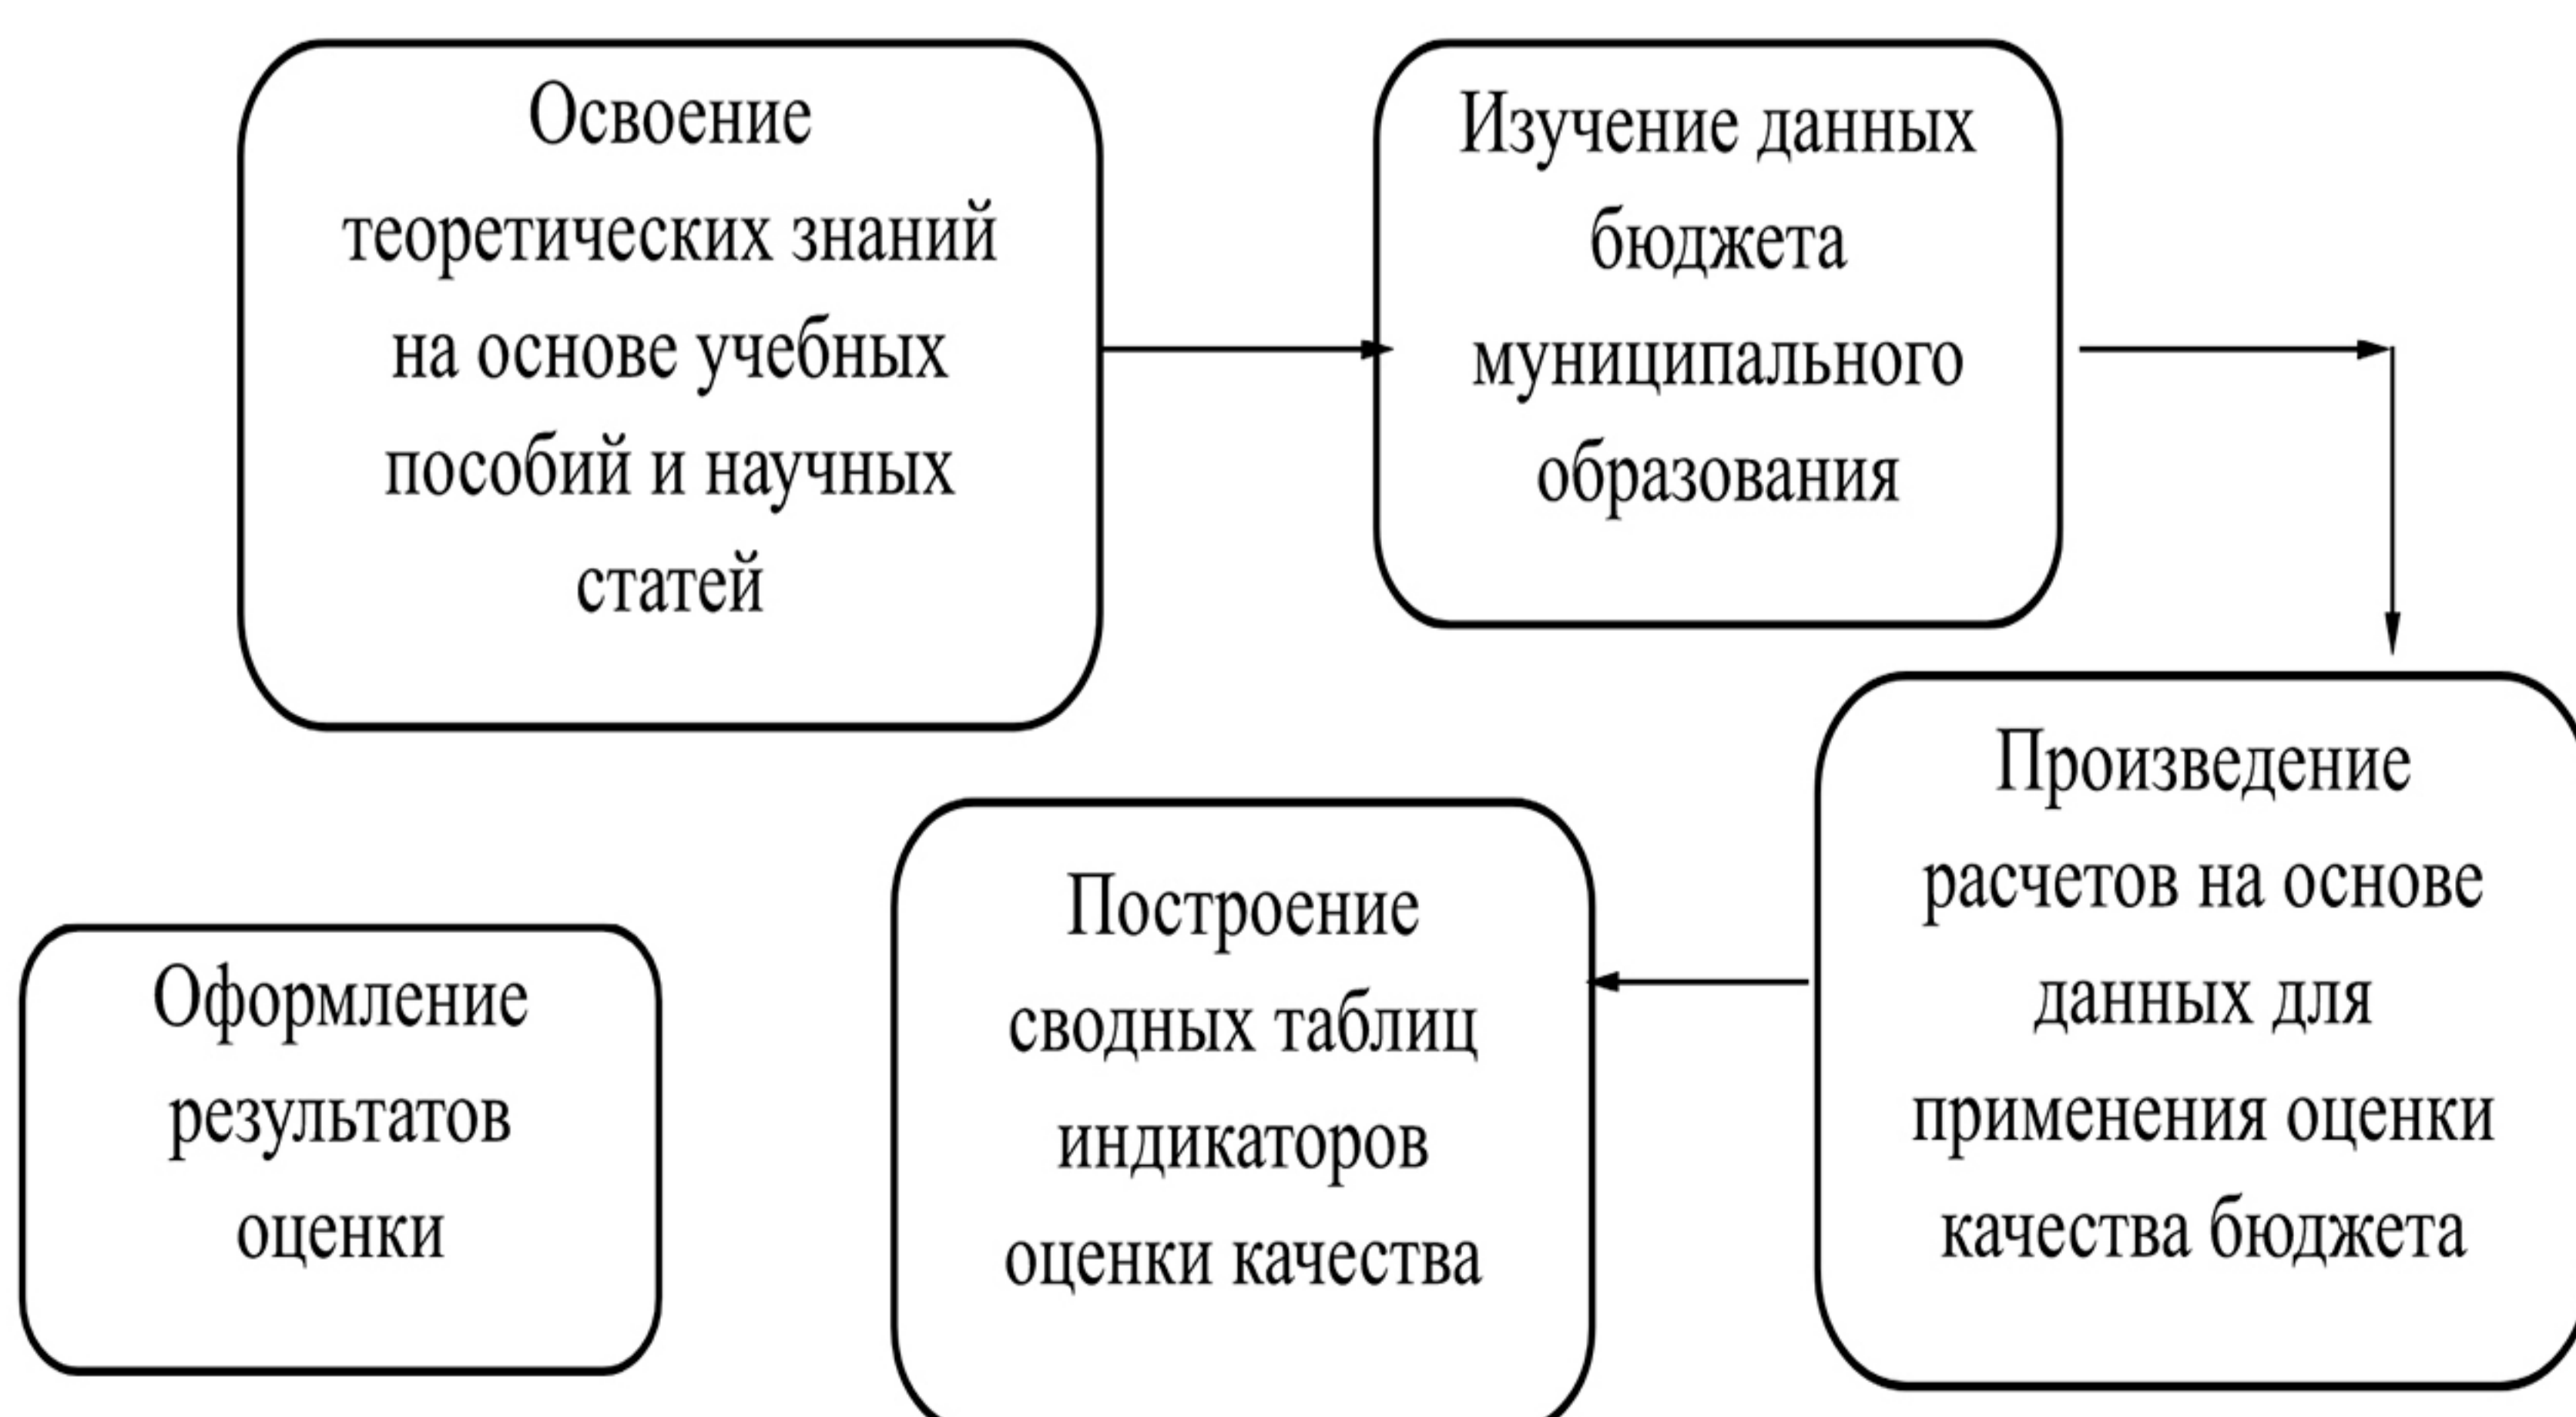 Освоение
теоретических знаний
на основе учебных
пособий и научных
статей
Изучение данных
бюджета
муниципального
образования
Произведение
расчетов на основе
данных для
применения оценки
качества бюджета
Построение
сводных таблиц
индикаторов
оценки качества
Оформление
результатов
оценки